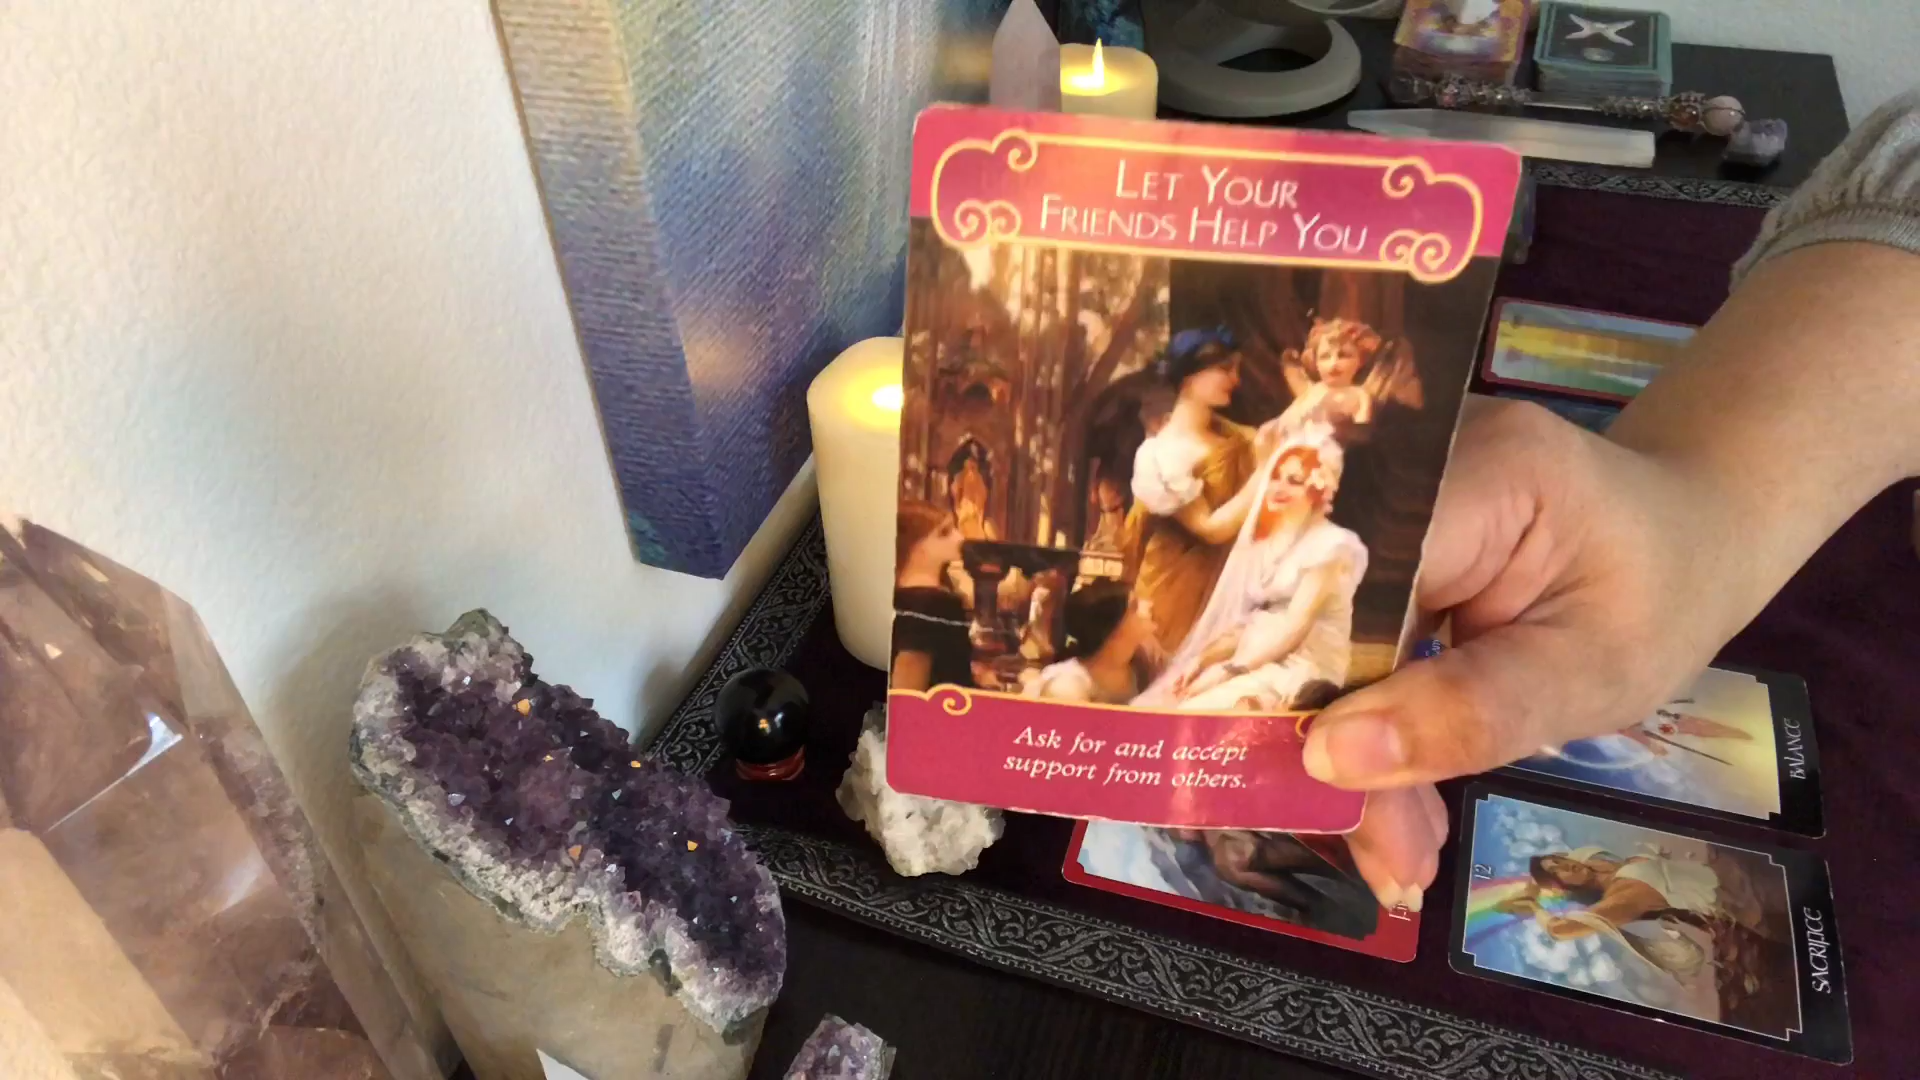 LET YOUR
FRIENDS HELP YOU
Ask for and accept
support from others.
BALANCE
12
SACRIFICE